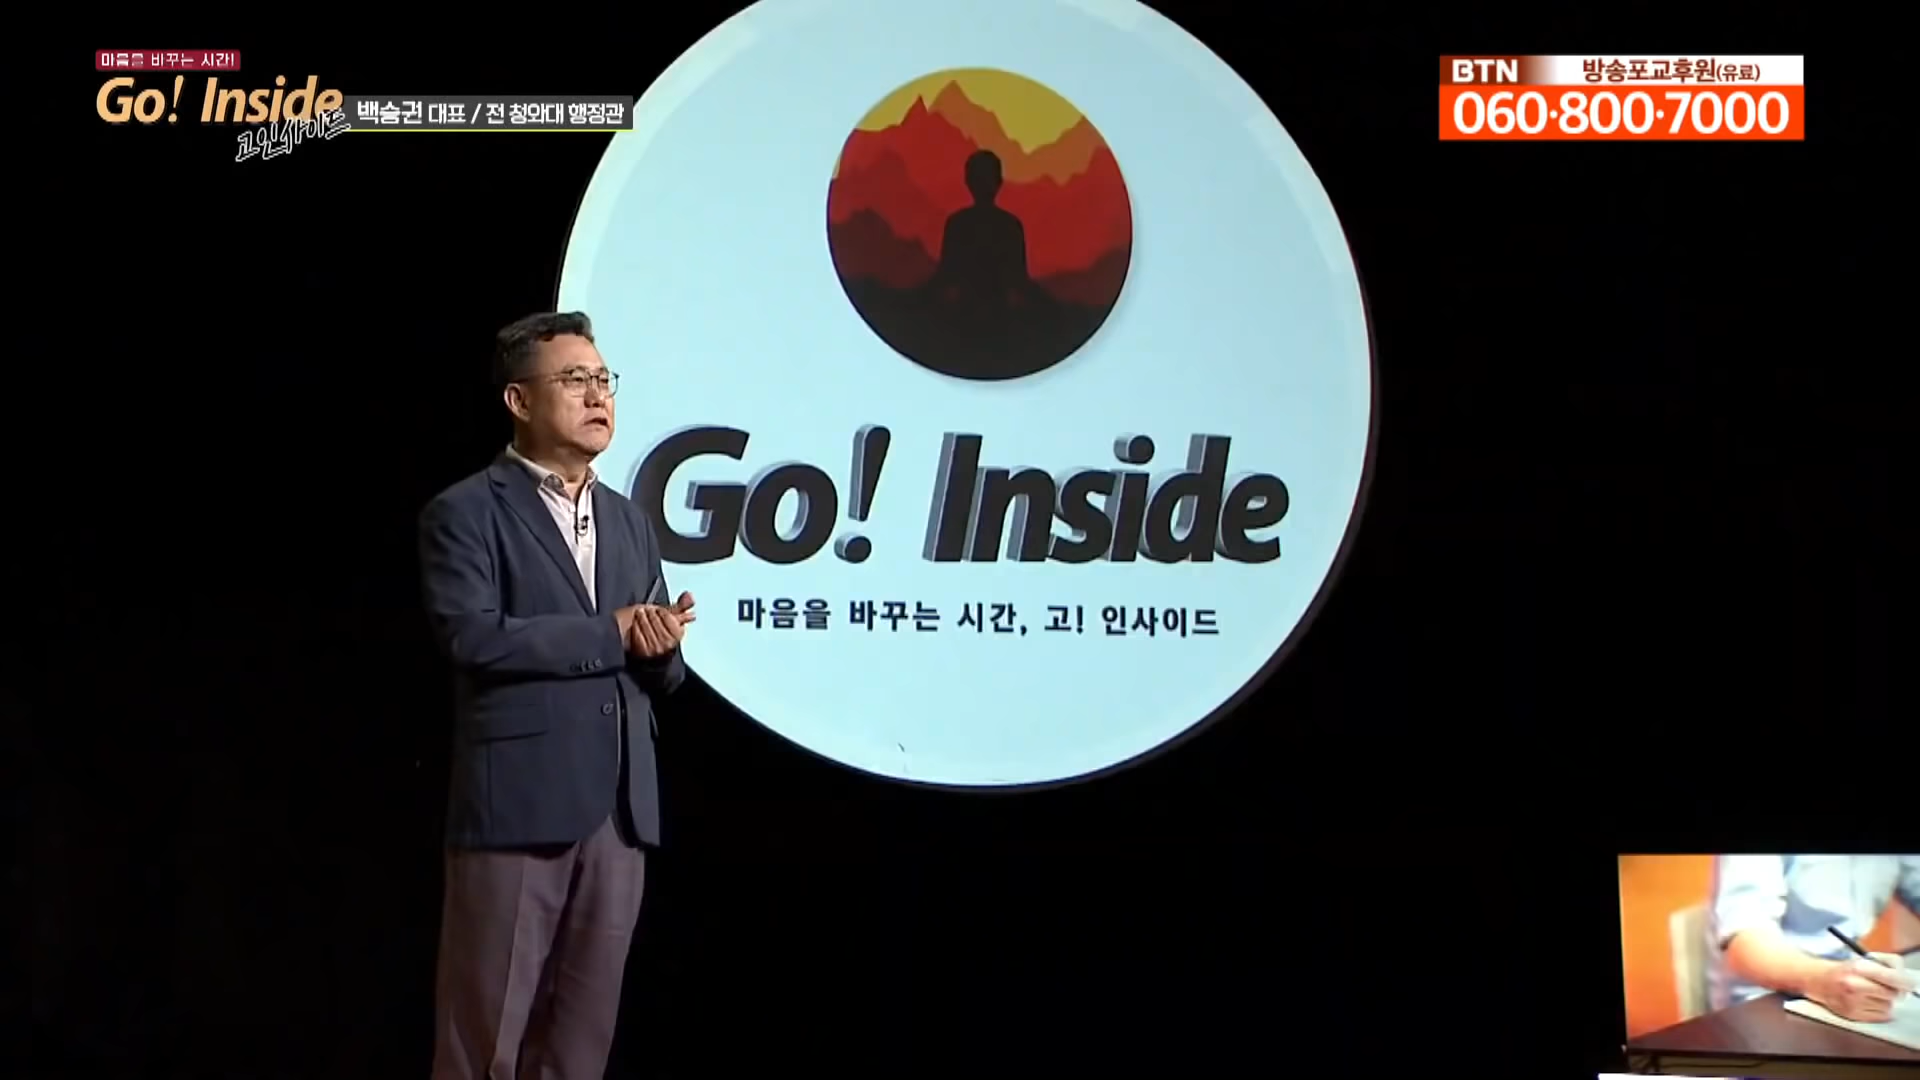 마음을 바꾸는 시간!
Go! Inside
고인사이드
백승권 대표 / 전 청와대 행정관
BTN 방송포교후원(유료)
060·800·7000
Go! Inside
마음을 바꾸는 시간, 고! 인사이드